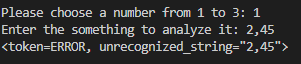 Please choose a number from 1 to 3: 1
Enter the something to analyze it: 2,45
<token=ERROR, unrecognized_string="2,45">